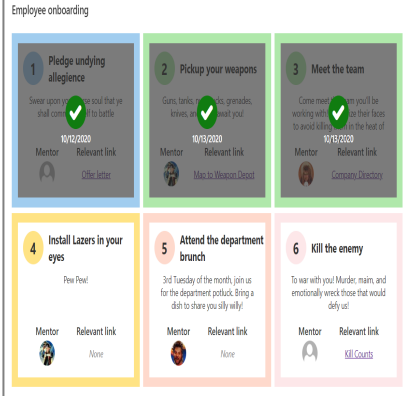 Employee onboarding
1
Pledge undying
allegience
Swear upon your soul that ye
shall commit self to battle
10/12/2020
Mentor Relevant link
Offer letter
2
Pickup your weapons
Guns, tanks, grenades,
knives, and await you!
10/13/2020
Mentor Relevant link
Map to Weapon Depot
3
Meet the team
Come meet team you'll be
working with their faces
to avoid killing in the heat of
10/13/2020
Mentor Relevant link
Company Directory
4
Install Lazers in your
eyes
Pew Pew!
Mentor Relevant link
None
5
Attend the department
brunch
3rd Tuesday of the month, join us
for the department potluck. Bring a
dish to share you silly willy!
Mentor Relevant link
None
6
Kill the enemy
To war with you! Murder, maim, and
emotionally wreck those that would
defy us!
Mentor Relevant link
Kill Counts